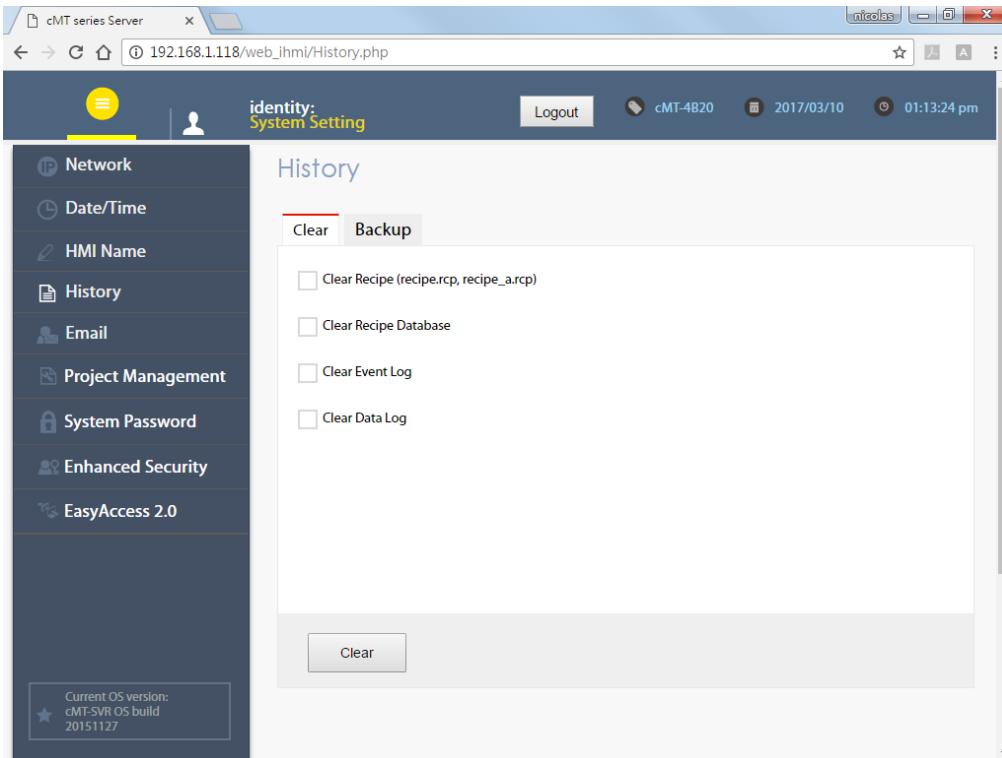 cMT series Server
nicolas
192.168.1.118/web_ihmi/History.php
identity:
System Setting
Logout
cMT-4B20
2017/03/10
01:13:24 pm
IP Network
Date/Time
HMI Name
History
Email
Project Management
System Password
Enhanced Security
EasyAccess 2.0
Current OS version:
cMT-SVR OS build
20151127
History
Clear
Backup
Clear Recipe (recipe.rcp, recipe_a.rcp)
Clear Recipe Database
Clear Event Log
Clear Data Log
Clear